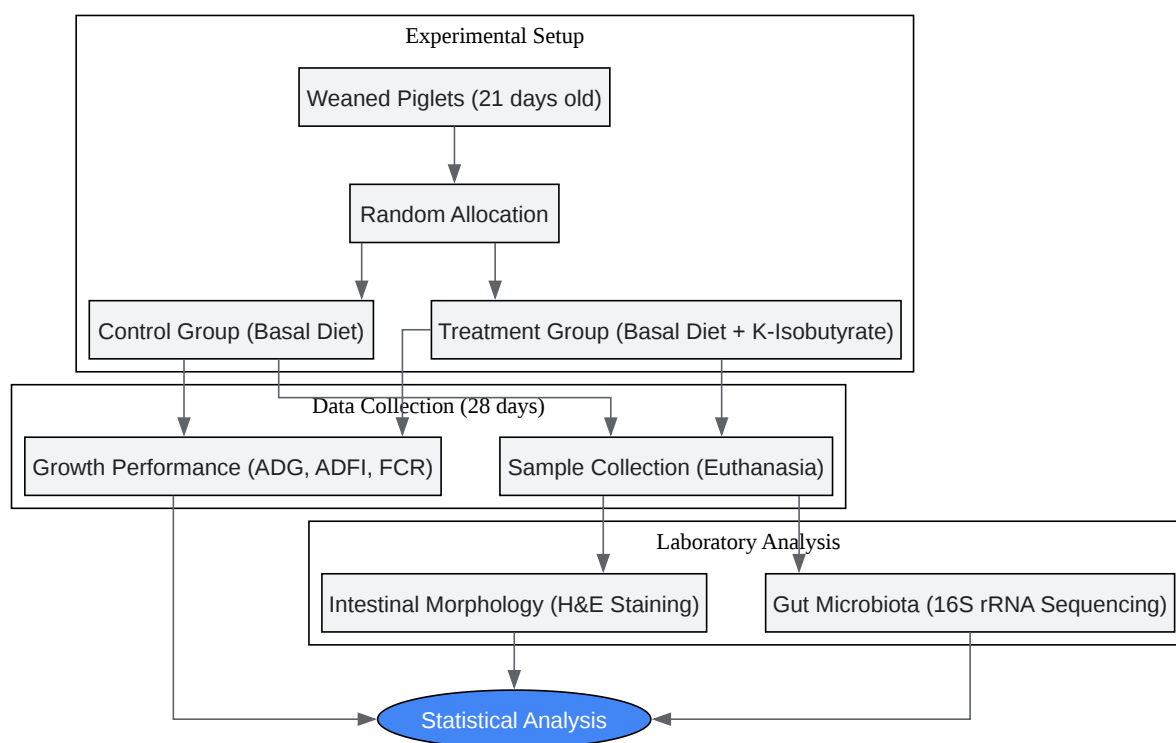 Experimental Setup
Weaned Piglets (21 days old)
Random Allocation
Control Group (Basal Diet)
Treatment Group (Basal Diet + K-Isobutyrate)
Data Collection (28 days)
Growth Performance (ADG, ADFI, FCR)
Sample Collection (Euthanasia)
Laboratory Analysis
Intestinal Morphology (H&E Staining)
Gut Microbiota (16S rRNA Sequencing)
Statistical Analysis